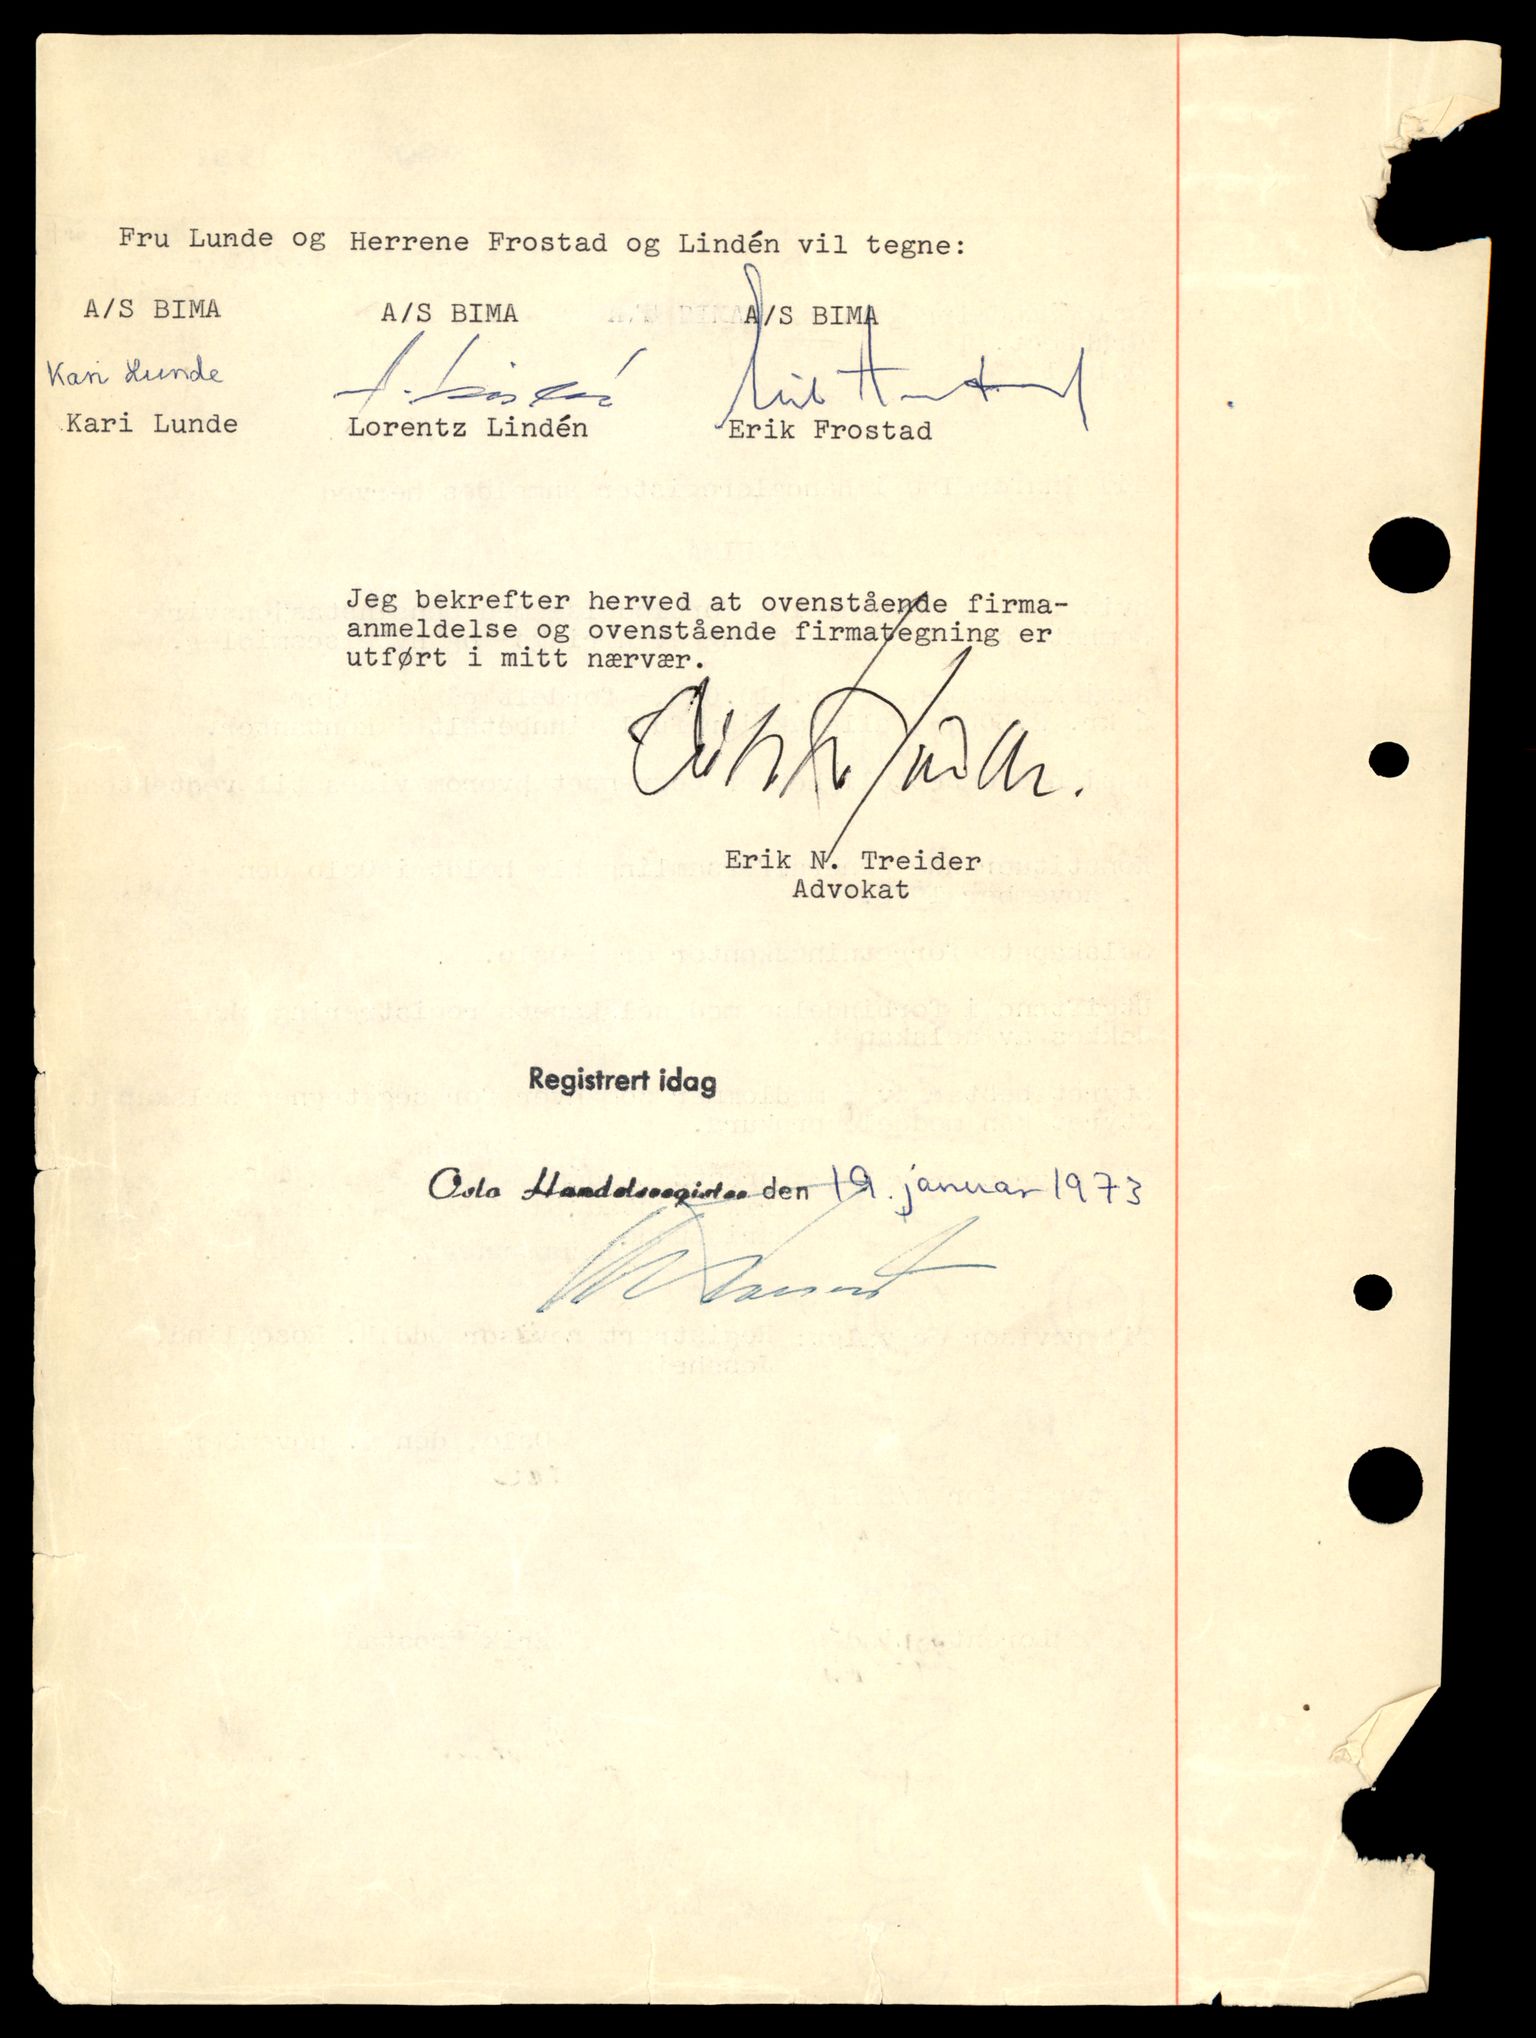 Fru Lunde og Herrene Frostad og Lindén vil tegne:
A/S BIMA A/S BIMA A/S BIMA
Kari Lunde
Kari Lunde Lorentz Lindén Erik Frostad
Jeg bekrefter herved at ovenstående firma-
anmeldelse og ovenstående firmategning er
utført i mitt nærvær.
Erik N. Treider
Advokat
Registrert idag
Oslo Handelsregister den 19. januar 1973